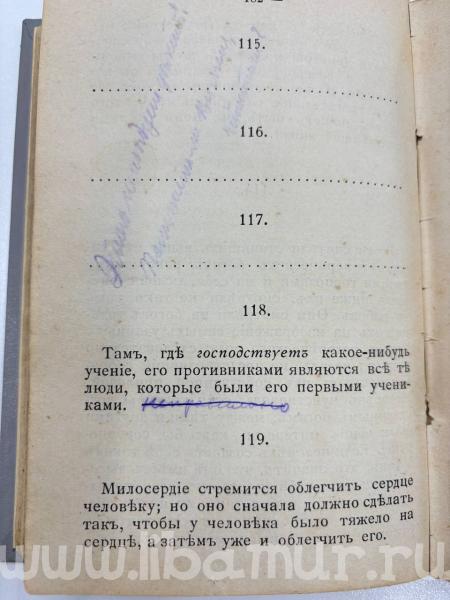 182 —
115.
116.
117.
118.
Тамъ, гдѣ господствуетъ какое-нибудь
ученіе, его противниками являются всѣ тѣ
люди, которые были его первыми учени-
ками. неправильно
119.
Милосердіе стремится облегчить сердце
человѣку; но оно сначала должно сдѣлать
такъ, чтобы у человѣка было тяжело на
сердцѣ, а затѣмъ уже и облегчить его.
www.libamur.ru